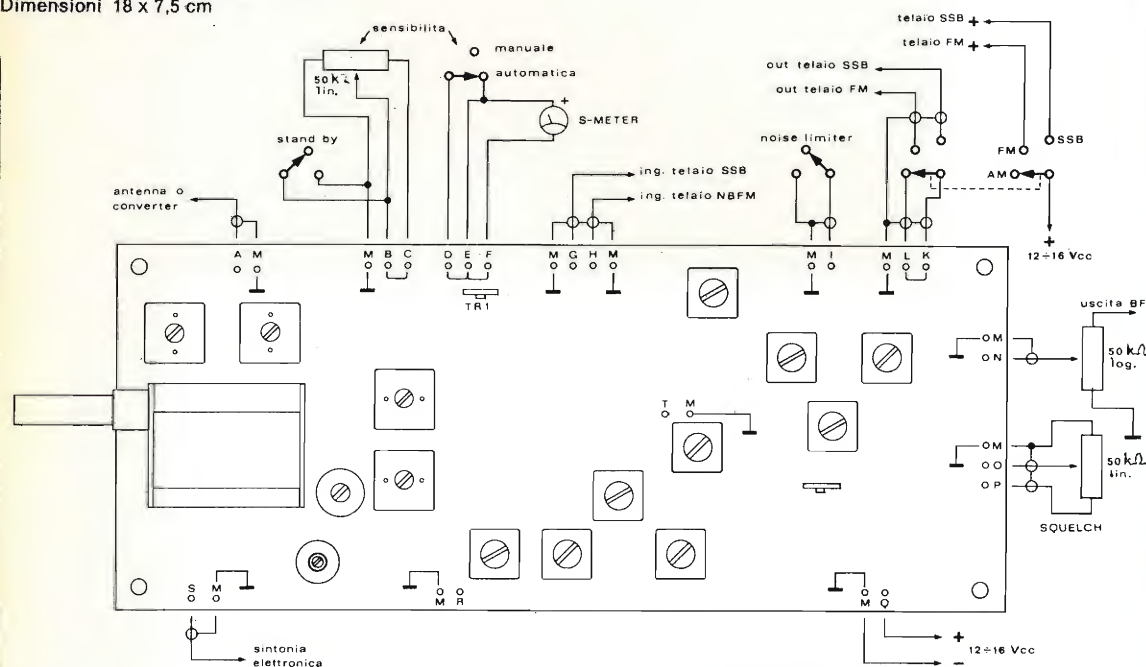 Dimensioni 18 x 7,5 cm
sensibilita
manuale
automatica
50 kΩ
lin.
stand by
+
S-METER
antenna o
converter
ing. telaio SSB
ing. telaio NBFM
noise limiter
telaio SSB +
telaio FM +
out telaio SSB
out telaio FM
SSB
FM
AM
+
12÷16 Vcc
A M
M B C
D E F
M G H M
M I
M L K
TR1
uscita BF
M
N
50 kΩ
log.
T M
M
O
P
50 kΩ
lin.
SQUELCH
S M
M R
M Q
sintonia
elettronica
+
12÷16 Vcc
-